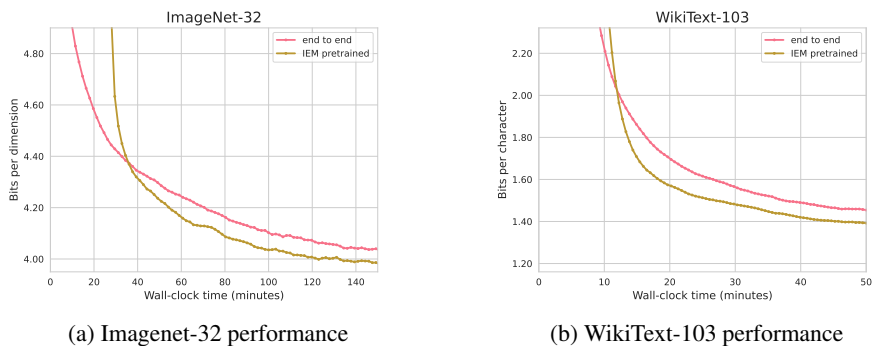 ImageNet-32
end to end
IEM pretrained
4.80
4.60
4.40
4.20
4.00
Bits per dimension
0 20 40 60 80 100 120 140
Wall-clock time (minutes)
(a) Imagenet-32 performance
WikiText-103
end to end
IEM pretrained
2.20
2.00
1.80
1.60
1.40
1.20
Bits per character
0 10 20 30 40 50
Wall-clock time (minutes)
(b) WikiText-103 performance